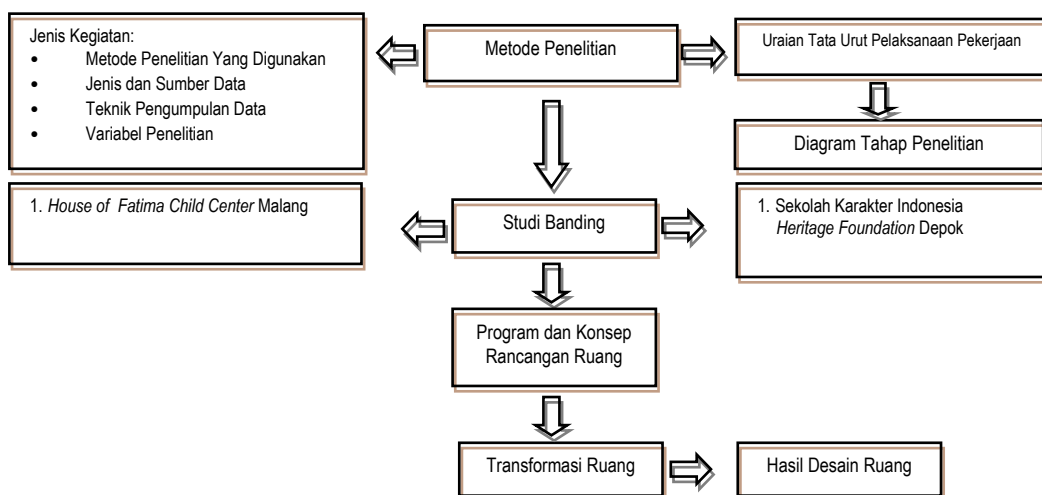 Jenis Kegiatan:
• Metode Penelitian Yang Digunakan
• Jenis dan Sumber Data
• Teknik Pengumpulan Data
• Variabel Penelitian
Metode Penelitian
Uraian Tata Urut Pelaksanaan Pekerjaan
Diagram Tahap Penelitian
1. House of Fatima Child Center Malang
Studi Banding
1. Sekolah Karakter Indonesia
Heritage Foundation Depok
Program dan Konsep
Rancangan Ruang
Transformasi Ruang
Hasil Desain Ruang